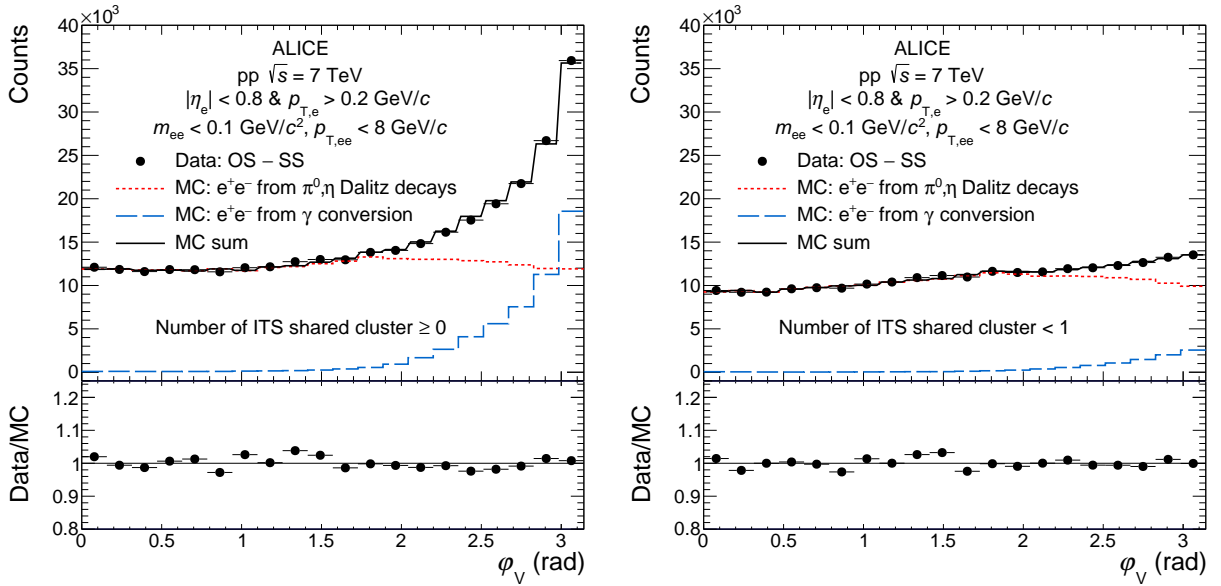 ×10³
Counts
40
35
30
25
20
15
10
5
0
ALICE
pp √s = 7 TeV
|ηₑ| < 0.8 & p_T,e > 0.2 GeV/c
m_ee < 0.1 GeV/c², p_T,ee < 8 GeV/c
Data: OS − SS
MC: e⁺e⁻ from π⁰,η Dalitz decays
MC: e⁺e⁻ from γ conversion
MC sum
Number of ITS shared cluster ≥ 0
Data/MC
1.2
1.1
1
0.9
0.8
0 0.5 1 1.5 2 2.5 3
φ_V (rad)
×10³
Counts
40
35
30
25
20
15
10
5
0
ALICE
pp √s = 7 TeV
|ηₑ| < 0.8 & p_T,e > 0.2 GeV/c
m_ee < 0.1 GeV/c², p_T,ee < 8 GeV/c
Data: OS − SS
MC: e⁺e⁻ from π⁰,η Dalitz decays
MC: e⁺e⁻ from γ conversion
MC sum
Number of ITS shared cluster < 1
Data/MC
1.2
1.1
1
0.9
0.8
0 0.5 1 1.5 2 2.5 3
φ_V (rad)